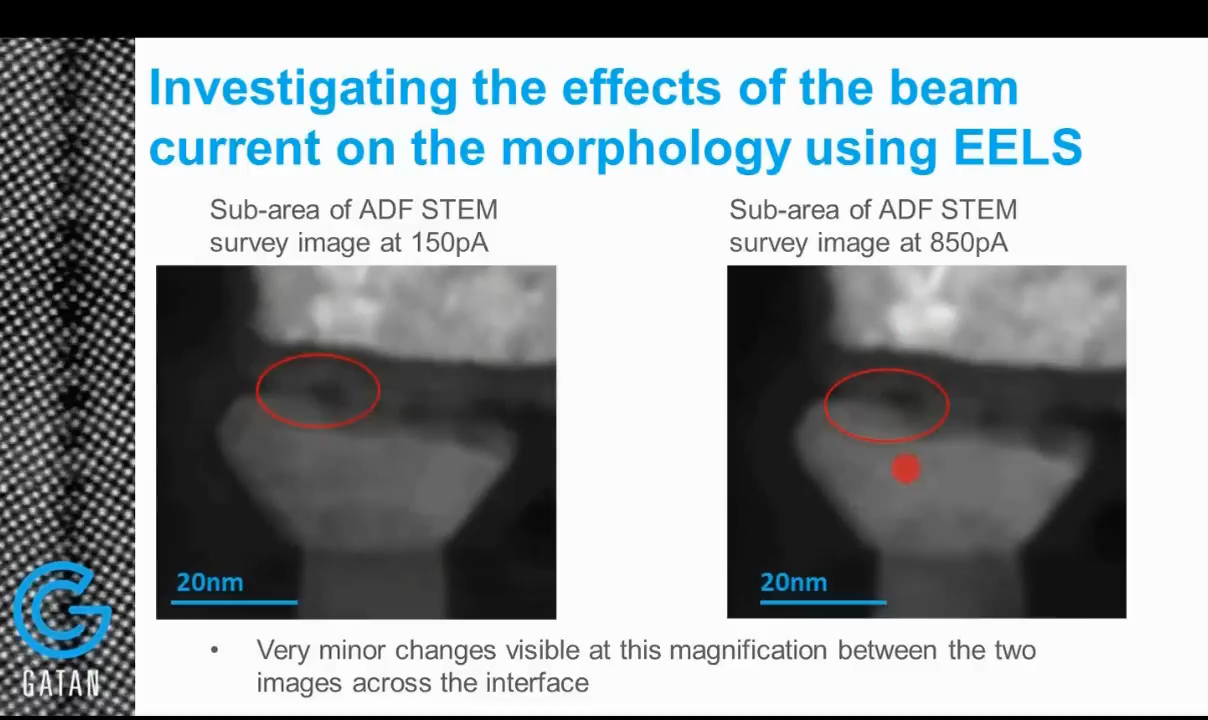 Investigating the effects of the beam
current on the morphology using EELS
Sub-area of ADF STEM
survey image at 150pA
Sub-area of ADF STEM
survey image at 850pA
20nm
20nm
• Very minor changes visible at this magnification between the two
images across the interface
GATAN